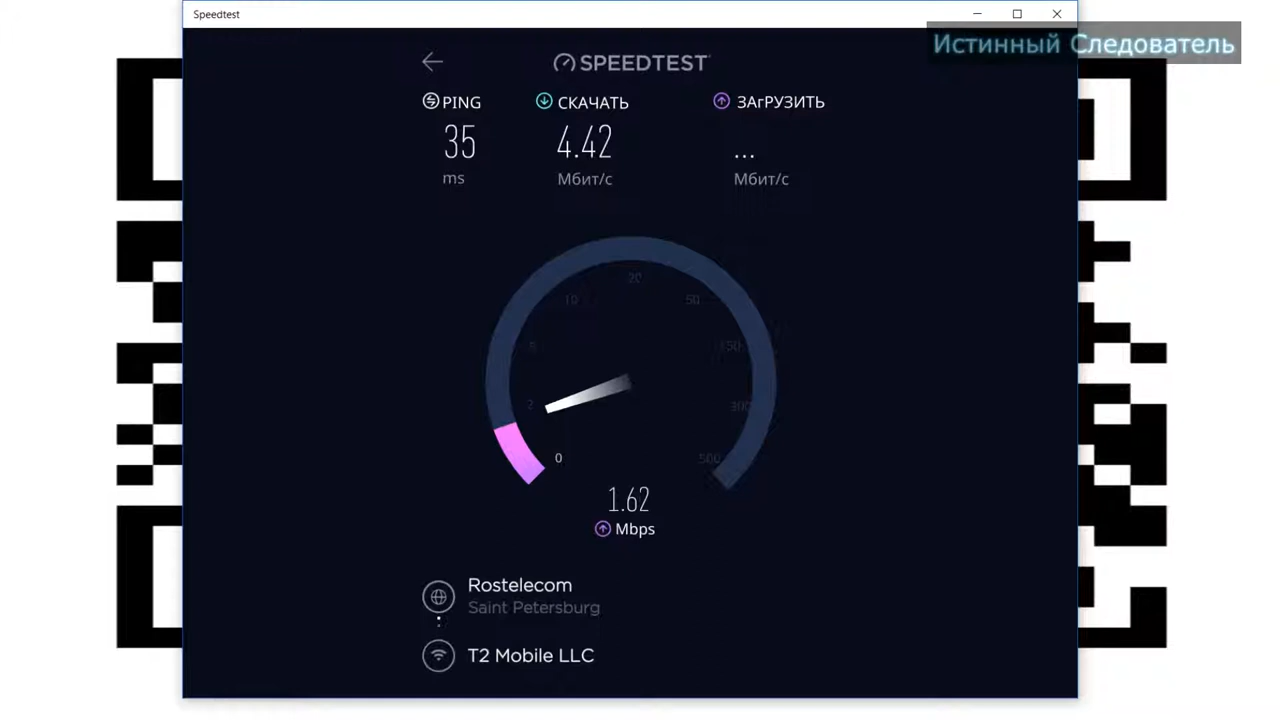 Speedtest
Истинный Следователь
SPEEDTEST
PING
СКАЧАТЬ
ЗАгРУЗИТЬ
35
4.42
...
ms
Мбит/с
Мбит/с
20
10
50
5
150
2
300
0
500
1.62
Mbps
Rostelecom
Saint Petersburg
T2 Mobile LLC